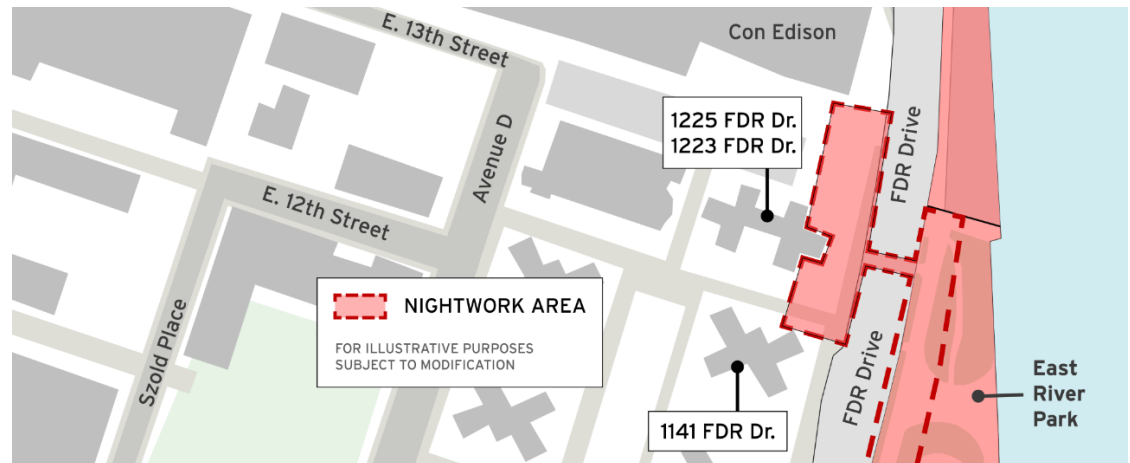 E. 13th Street
Con Edison
Avenue D
1225 FDR Dr.
1223 FDR Dr.
FDR Drive
E. 12th Street
NIGHTWORK AREA
FOR ILLUSTRATIVE PURPOSES
SUBJECT TO MODIFICATION
Szold Place
FDR Drive
East
River
Park
1141 FDR Dr.